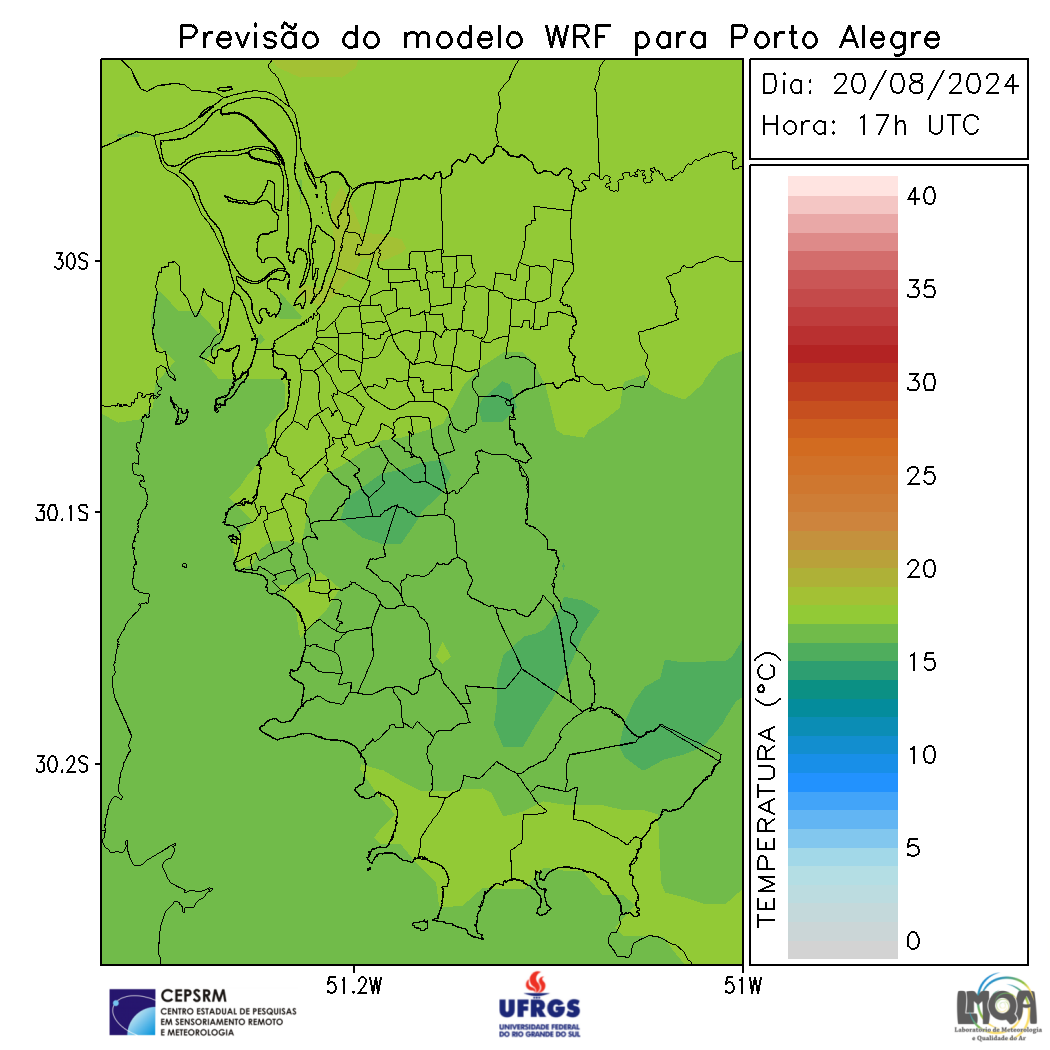 Previsão do modelo WRF para Porto Alegre
Dia: 20/08/2024
Hora: 17h UTC
40
35
30
25
20
15
10
5
0
TEMPERATURA (°C)
30S
30.1S
30.2S
51.2W
51W
CEPSRM
CENTRO ESTADUAL DE PESQUISAS
EM SENSORIAMENTO REMOTO
E METEOROLOGIA
UFRGS
UNIVERSIDADE FEDERAL
DO RIO GRANDE DO SUL
LMQA
Laboratório de Meteorologia
e Qualidade do Ar